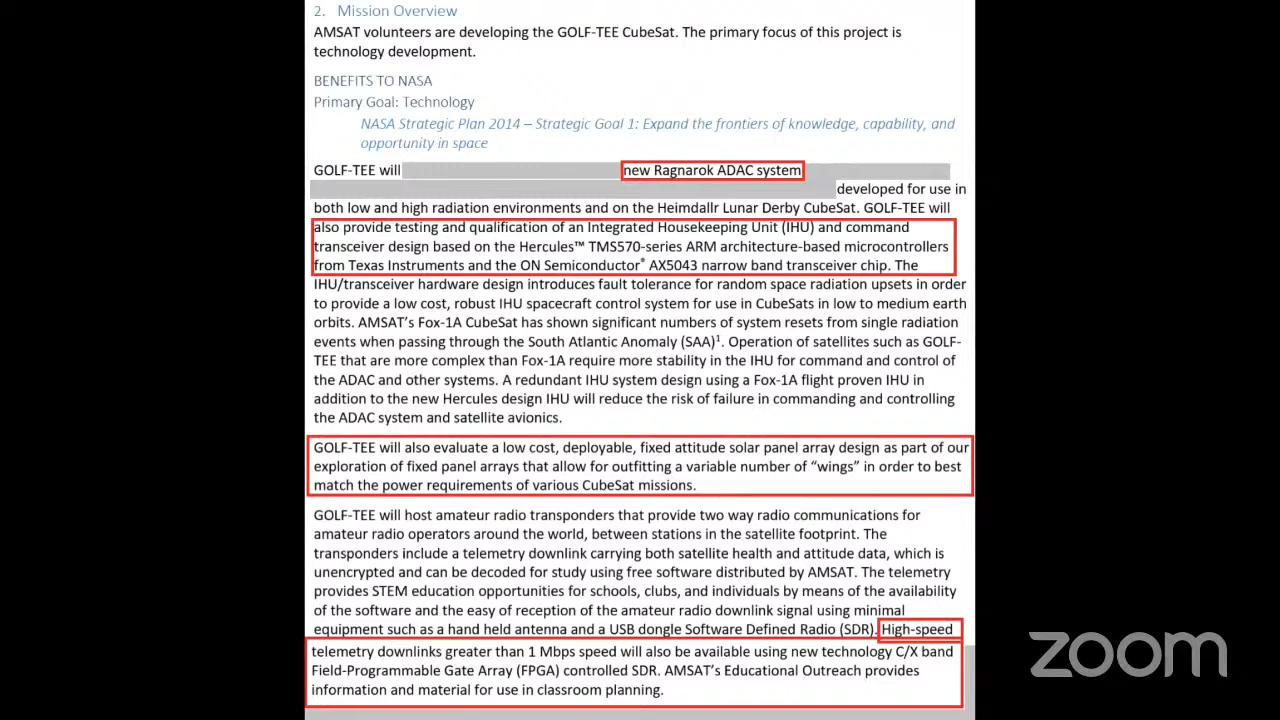 2. Mission Overview
AMSAT volunteers are developing the GOLF-TEE CubeSat. The primary focus of this project is
technology development.
BENEFITS TO NASA
Primary Goal: Technology
NASA Strategic Plan 2014 – Strategic Goal 1: Expand the frontiers of knowledge, capability, and
opportunity in space
GOLF-TEE will new Ragnarok ADAC system
developed for use in
both low and high radiation environments and on the Heimdallr Lunar Derby CubeSat. GOLF-TEE will
also provide testing and qualification of an Integrated Housekeeping Unit (IHU) and command
transceiver design based on the Hercules™ TMS570-series ARM architecture-based microcontrollers
from Texas Instruments and the ON Semiconductor® AX5043 narrow band transceiver chip. The
IHU/transceiver hardware design introduces fault tolerance for random space radiation upsets in order
to provide a low cost, robust IHU spacecraft control system for use in CubeSats in low to medium earth
orbits. AMSAT's Fox-1A CubeSat has shown significant numbers of system resets from single radiation
events when passing through the South Atlantic Anomaly (SAA)¹. Operation of satellites such as GOLF-
TEE that are more complex than Fox-1A require more stability in the IHU for command and control of
the ADAC and other systems. A redundant IHU system design using a Fox-1A flight proven IHU in
addition to the new Hercules design IHU will reduce the risk of failure in commanding and controlling
the ADAC system and satellite avionics.
GOLF-TEE will also evaluate a low cost, deployable, fixed attitude solar panel array design as part of our
exploration of fixed panel arrays that allow for outfitting a variable number of “wings” in order to best
match the power requirements of various CubeSat missions.
GOLF-TEE will host amateur radio transponders that provide two way radio communications for
amateur radio operators around the world, between stations in the satellite footprint. The
transponders include a telemetry downlink carrying both satellite health and attitude data, which is
unencrypted and can be decoded for study using free software distributed by AMSAT. The telemetry
provides STEM education opportunities for schools, clubs, and individuals by means of the availability
of the software and the easy of reception of the amateur radio downlink signal using minimal
equipment such as a hand held antenna and a USB dongle Software Defined Radio (SDR). High-speed
telemetry downlinks greater than 1 Mbps speed will also be available using new technology C/X band
Field-Programmable Gate Array (FPGA) controlled SDR. AMSAT's Educational Outreach provides
information and material for use in classroom planning.
zoom